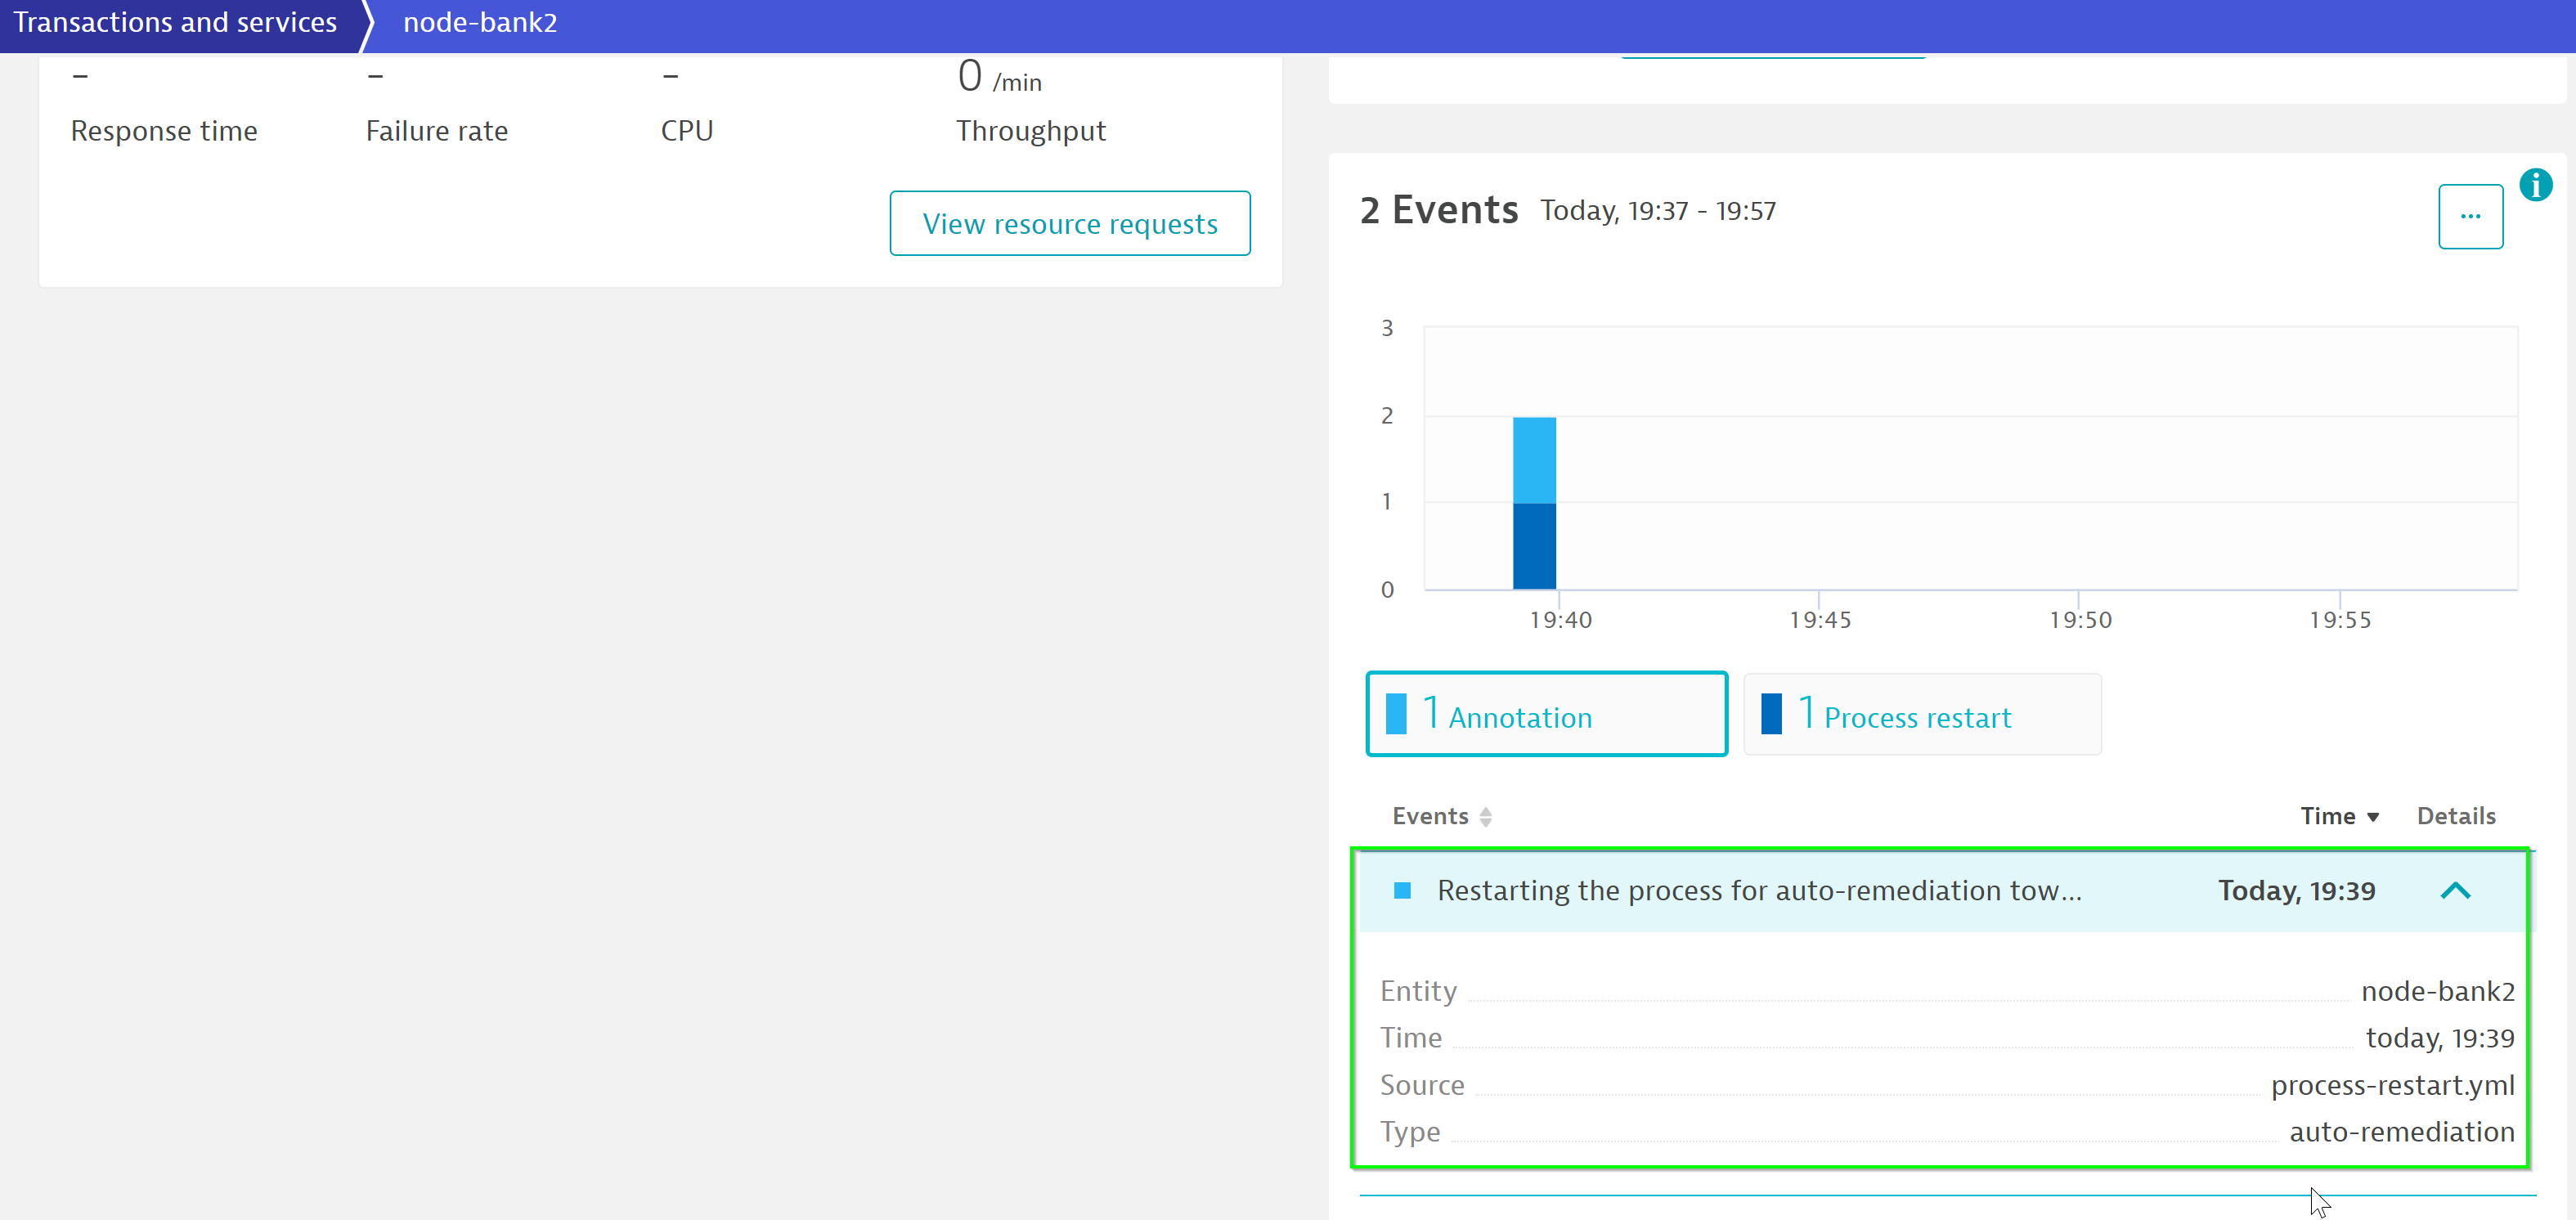 Transactions and services
node-bank2
–
–
–
0 /min
Response time
Failure rate
CPU
Throughput
View resource requests
2 Events Today, 19:37 - 19:57
...
i
3
2
1
0
19:40
19:45
19:50
19:55
1 Annotation
1 Process restart
Events
Time
Details
Restarting the process for auto-remediation tow...
Today, 19:39
Entity
node-bank2
Time
today, 19:39
Source
process-restart.yml
Type
auto-remediation